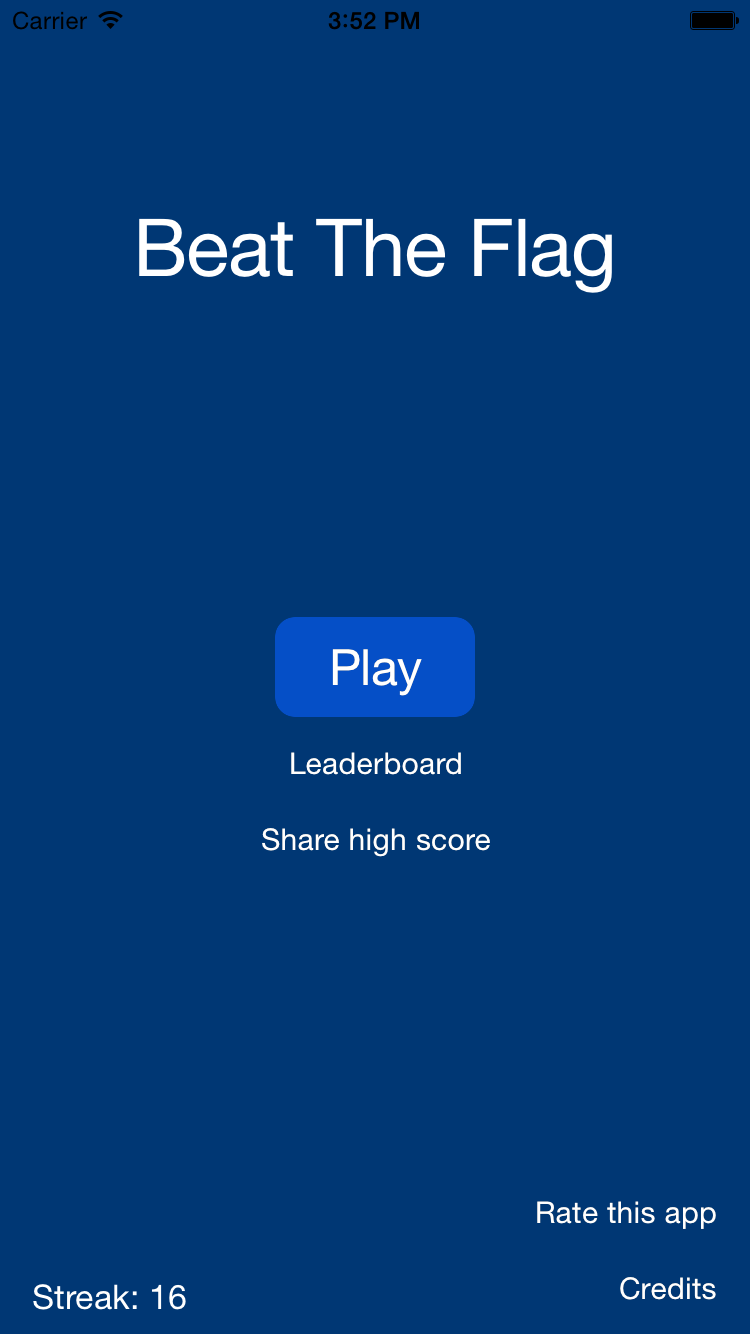 Carrier 3:52 PM
Beat The Flag
Play
Leaderboard
Share high score
Rate this app
Streak: 16
Credits